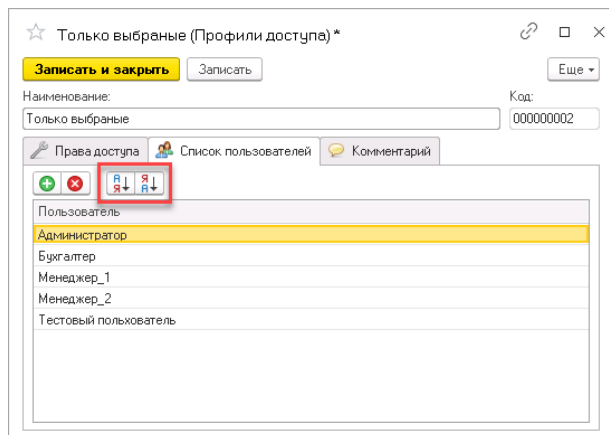 Только выбраные (Профили доступа) *
Записать и закрыть Записать Еще
Наименование: Код:
Только выбраные 000000002
Права доступа Список пользователей Комментарий
А Я Я А
Пользователь
Администратор
Бухгалтер
Менеджер_1
Менеджер_2
Тестовый польхователь